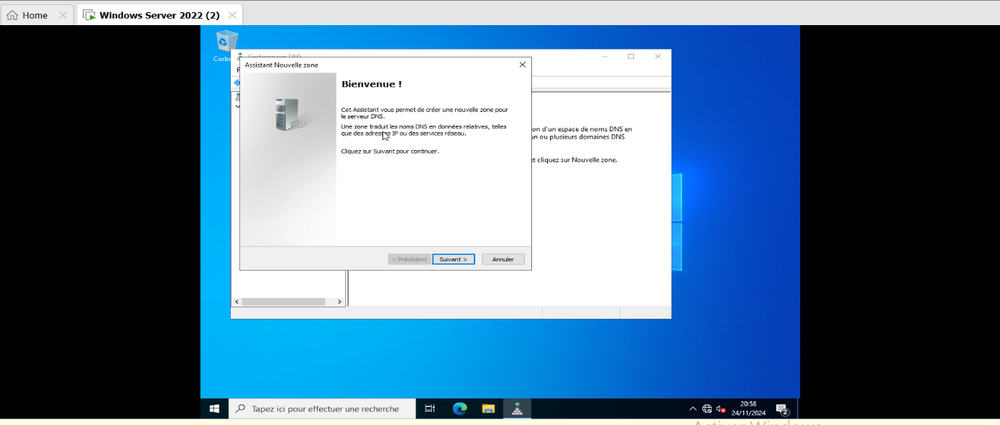 Home
Windows Server 2022 (2)
Corbe
Gestionnaire DNS
F
Assistant Nouvelle zone
Bienvenue !
Cet Assistant vous permet de créer une nouvelle zone pour
le serveur DNS.
Une zone traduit les noms DNS en données relatives, telles
que des adresses IP ou des services réseau.
Cliquez sur Suivant pour continuer.
on d'un espace de noms DNS en
un ou plusieurs domaines DNS
et cliquez sur Nouvelle zone.
< Précédent
Suivant >
Annuler
Tapez ici pour effectuer une recherche
20:58
24/11/2024
2
Activer Windows